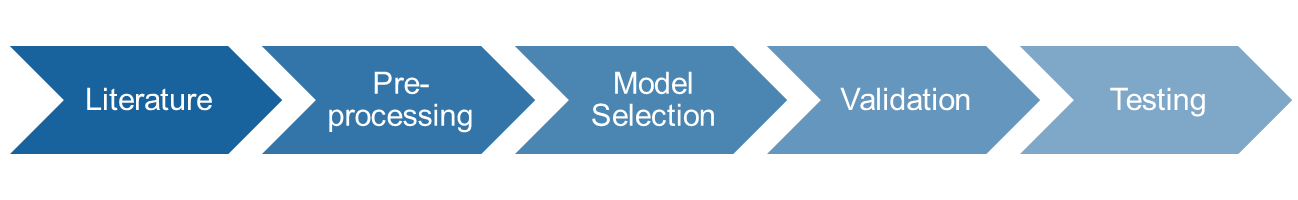 Literature
Pre-
processing
Model
Selection
Validation
Testing